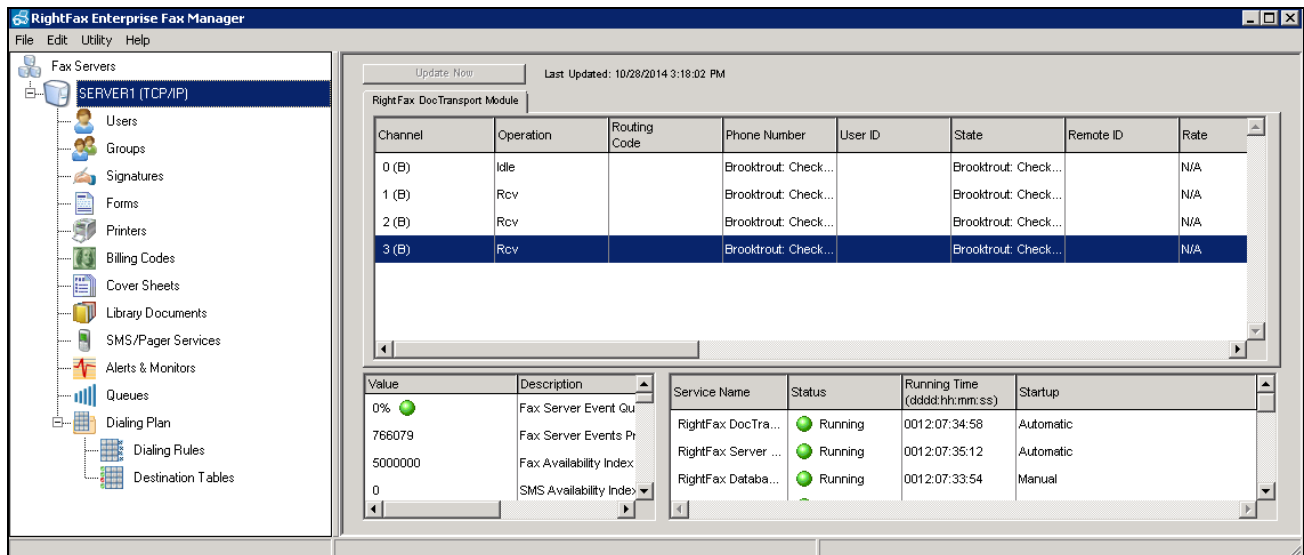 RightFax Enterprise Fax Manager
File Edit Utility Help
Fax Servers
SERVER1 (TCP/IP)
Users
Groups
Signatures
Forms
Printers
Billing Codes
Cover Sheets
Library Documents
SMS/Pager Services
Alerts & Monitors
Queues
Dialing Plan
Dialing Rules
Destination Tables
Update Now Last Updated: 10/28/2014 3:18:02 PM
RightFax DocTransport Module
Channel Operation Routing Code Phone Number User ID State Remote ID Rate
0 (B) Idle Brooktrout: Check... Brooktrout: Check... N/A
1 (B) Rcv Brooktrout: Check... Brooktrout: Check... N/A
2 (B) Rcv Brooktrout: Check... Brooktrout: Check... N/A
3 (B) Rcv Brooktrout: Check... Brooktrout: Check... N/A
Value Description
0% Fax Server Event Qu
766079 Fax Server Events Pr
5000000 Fax Availability Index
0 SMS Availability Index
Service Name Status Running Time (dddd:hh:mm:ss) Startup
RightFax DocTra... Running 0012:07:34:58 Automatic
RightFax Server ... Running 0012:07:35:12 Automatic
RightFax Databa... Running 0012:07:33:54 Manual